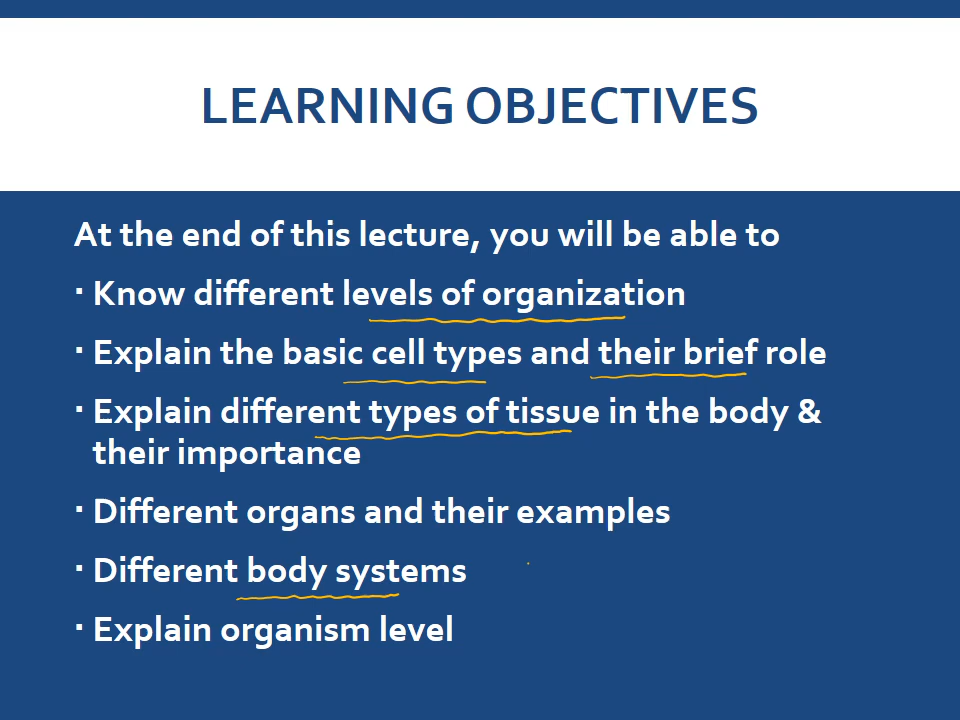 LEARNING OBJECTIVES
At the end of this lecture, you will be able to
· Know different levels of organization
· Explain the basic cell types and their brief role
· Explain different types of tissue in the body &
their importance
· Different organs and their examples
· Different body systems
· Explain organism level